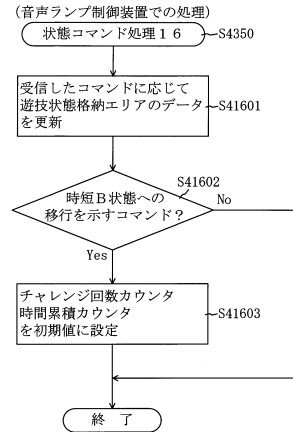 (音声ランプ制御装置での処理)
状態コマンド処理16
S4350
受信したコマンドに応じて
遊技状態格納エリアのデータ
を更新
S41601
S41602
時短B状態への
移行を示すコマンド?
No
Yes
チャレンジ回数カウンタ
時間累積カウンタ
を初期値に設定
S41603
終 了